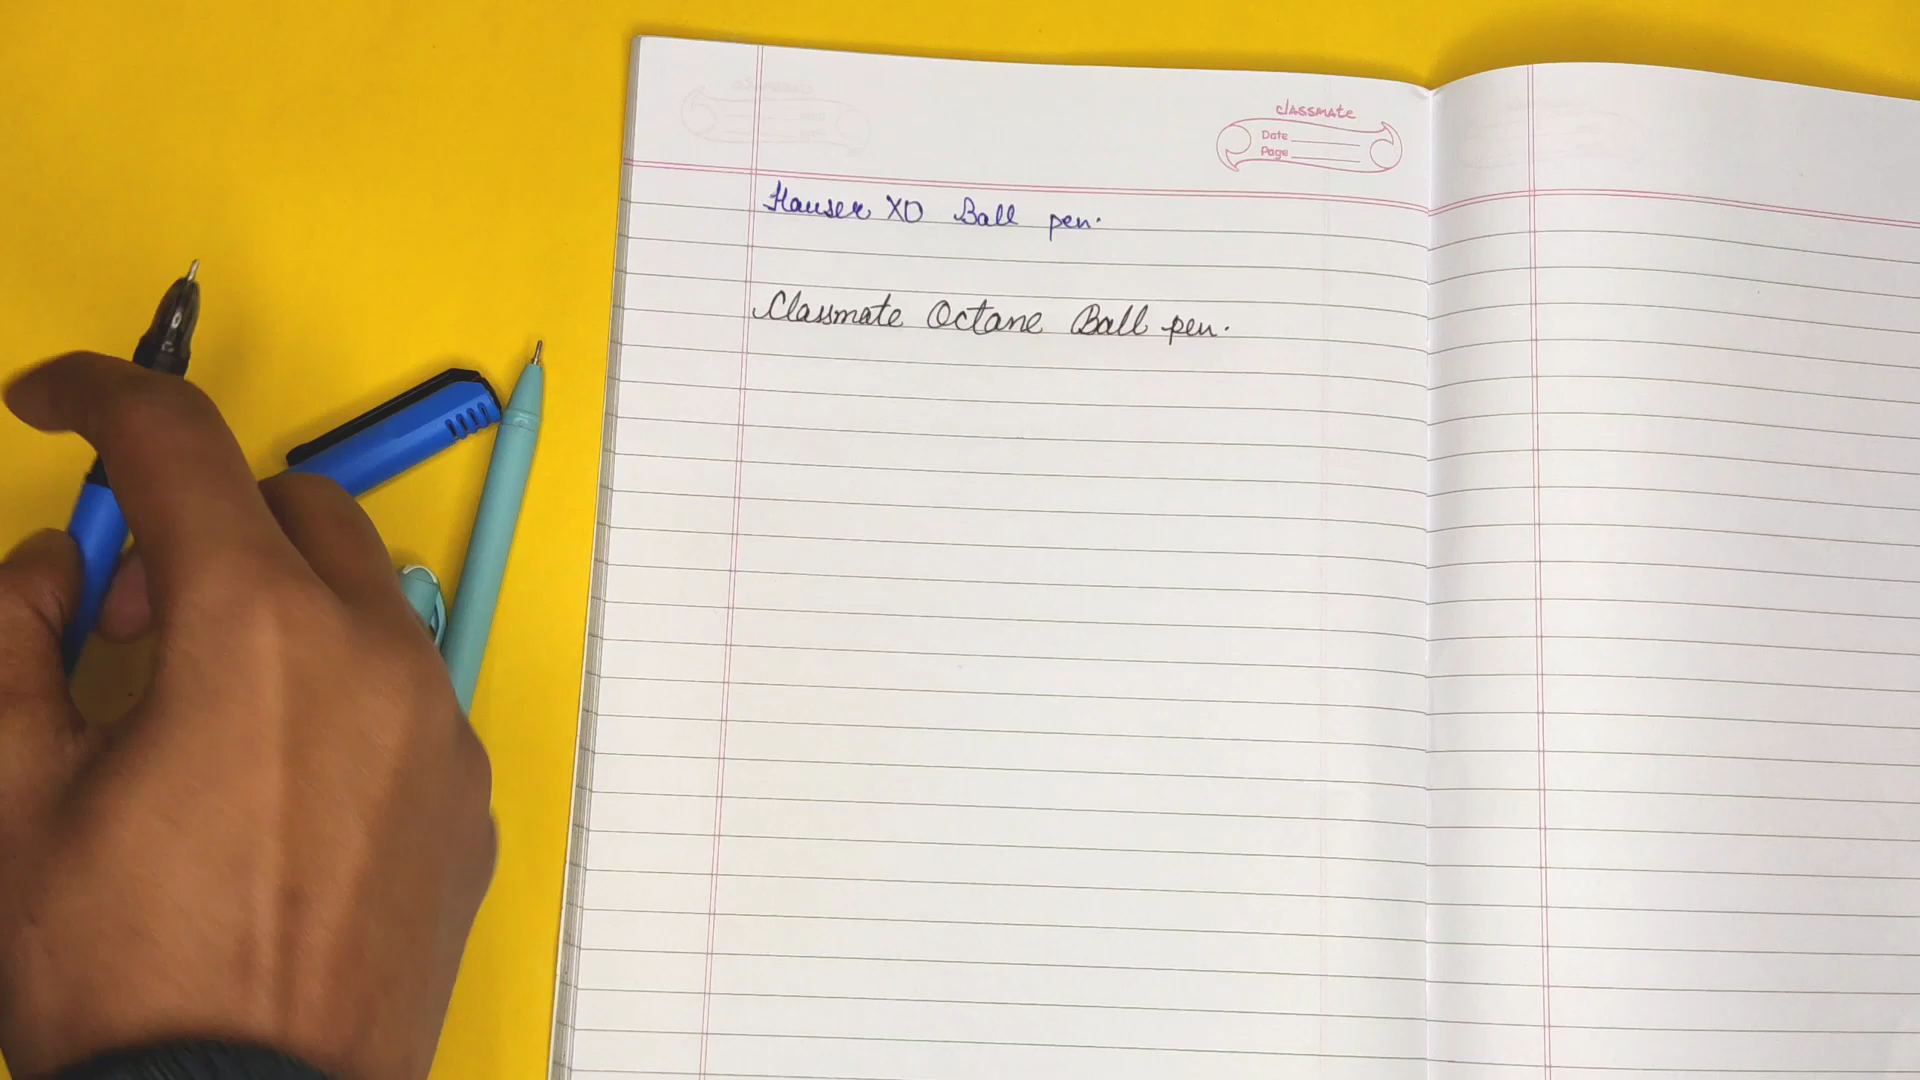 classmate
Date
Page
Hauser XO Ball pen.
Classmate Octane Ball pen.